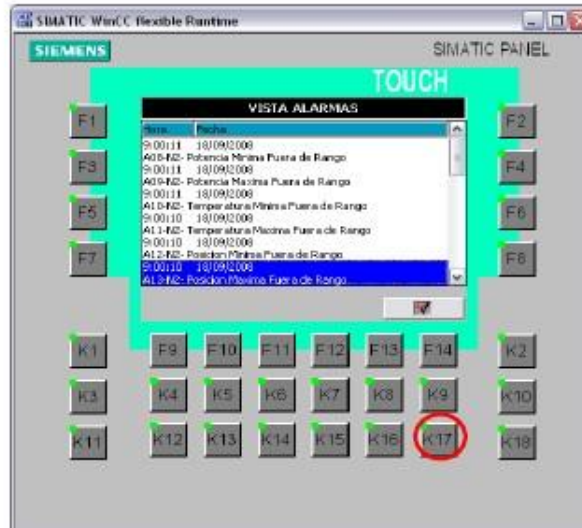 SIMATIC WinCC flexible Runtime
SIEMENS
SIMATIC PANEL
TOUCH
VISTA ALARMAS
Hora Fecha
9:00:11 18/09/2008
A08-N2- Potencia Minima Fuera de Rango
9:00:11 18/09/2008
A09-N2- Potencia Maxima Fuera de Rango
9:00:11 18/09/2008
A10-N2- Temperatura Minima Fuera de Rango
9:00:10 18/09/2008
A11-N2- Temperatura Maxima Fuera de Rango
9:00:10 18/09/2008
A12-N2- Posicion Minima Fuera de Rango
9:00:10 18/09/2008
A13-N2- Posicion Maxima Fuera de Rango
F1 F2
F3 F4
F5 F6
F7 F8
K1 F9 F10 F11 F12 F13 F14 K2
K3 K4 K5 K6 K7 K8 K9 K10
K11 K12 K13 K14 K15 K16 K17 K18